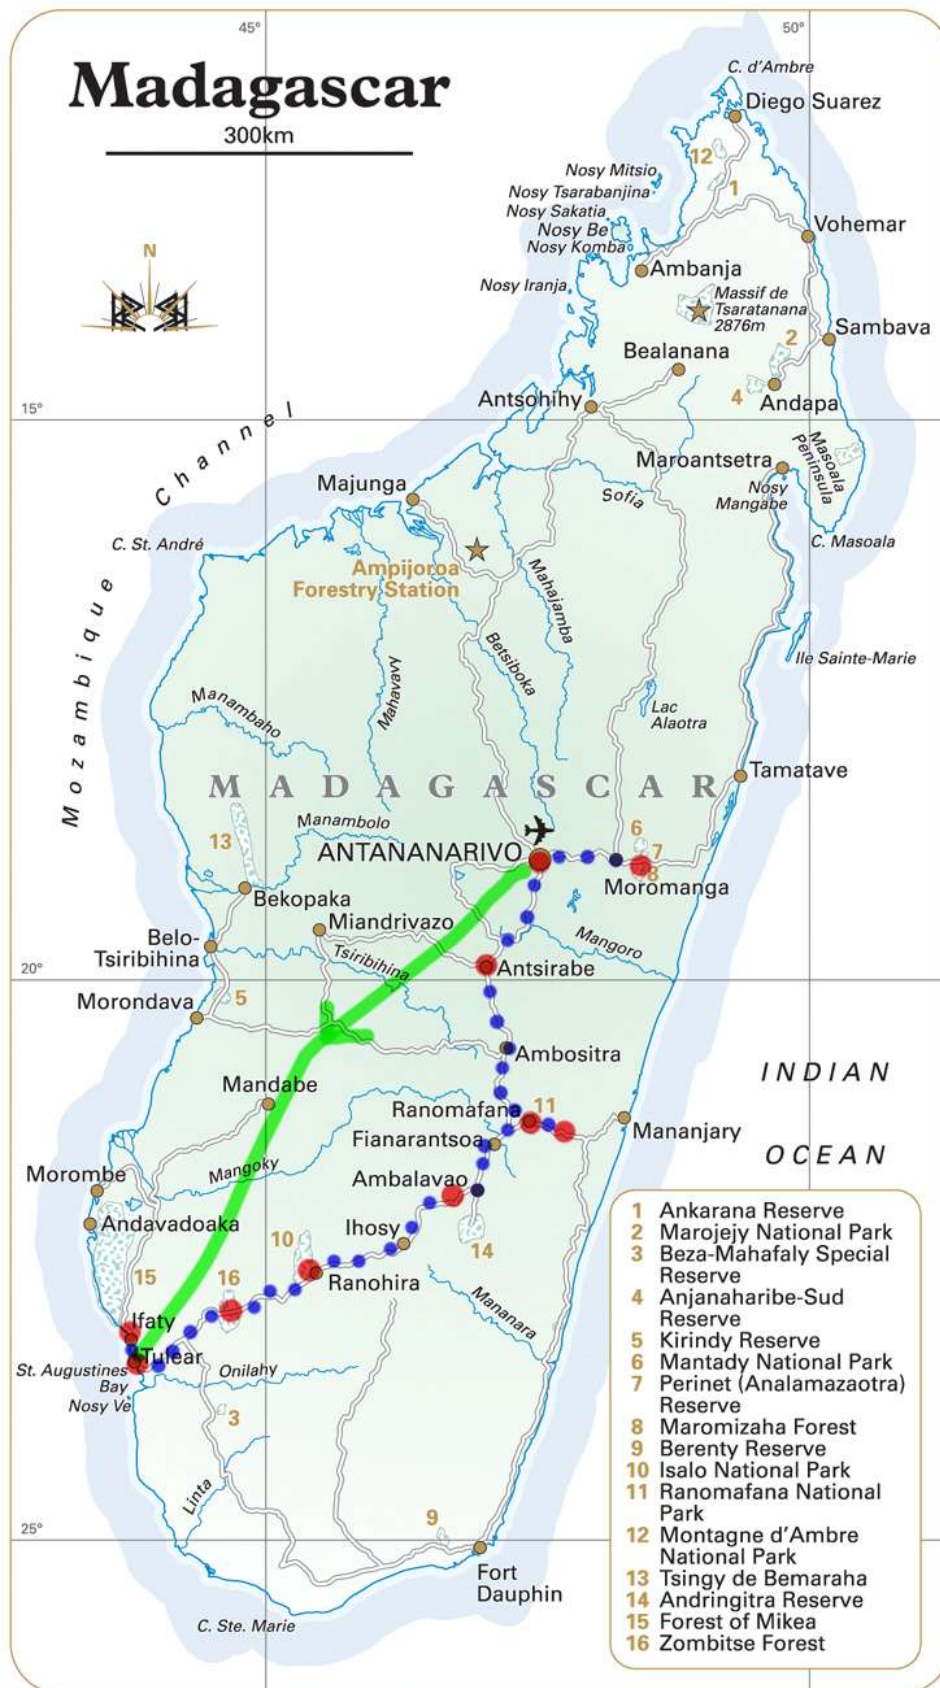 45°
50°
Madagascar
300km
N
C. d'Ambre
Diego Suarez
12
1
Nosy Mitsio
Nosy Tsarabanjina
Nosy Sakatia
Nosy Be
Nosy Komba
Vohemar
Ambanja
Nosy Iranja
Massif de
Tsaratanana
2876m
Sambava
2
Bealanana
4
Andapa
Antsohihy
15°
Mozambique Channel
Maroantsetra
Masoala
Peninsula
Nosy
Mangabe
Majunga
Sofia
C. Masoala
C. St. André
Ampijoroa
Forestry Station
Mahajamba
Betsiboka
Mahavavy
Ile Sainte-Marie
Manambaho
Lac
Alaotra
Tamatave
MADAGASCAR
13
Manambolo
6
7
8
ANTANANARIVO
Moromanga
Bekopaka
Miandrivazo
Belo-
Tsiribihina
Tsiribihina
Mangoro
Antsirabe
20°
5
Morondava
Ambositra
INDIAN
OCEAN
Mandabe
Ranomafana
11
Mananjary
Fianarantsoa
Mangoky
Ambalavao
Morombe
Andavadoaka
Ihosy
10
14
15
16
Ranohira
Mananara
Ifaty
Tulear
St. Augustines
Bay
Nosy Ve
Onilahy
3
Linta
9
25°
Fort
Dauphin
C. Ste. Marie
1 Ankarana Reserve
2 Marojejy National Park
3 Beza-Mahafaly Special
Reserve
4 Anjanaharibe-Sud
Reserve
5 Kirindy Reserve
6 Mantady National Park
7 Perinet (Analamazaotra)
Reserve
8 Maromizaha Forest
9 Berenty Reserve
10 Isalo National Park
11 Ranomafana National
Park
12 Montagne d'Ambre
National Park
13 Tsingy de Bemaraha
14 Andringitra Reserve
15 Forest of Mikea
16 Zombitse Forest